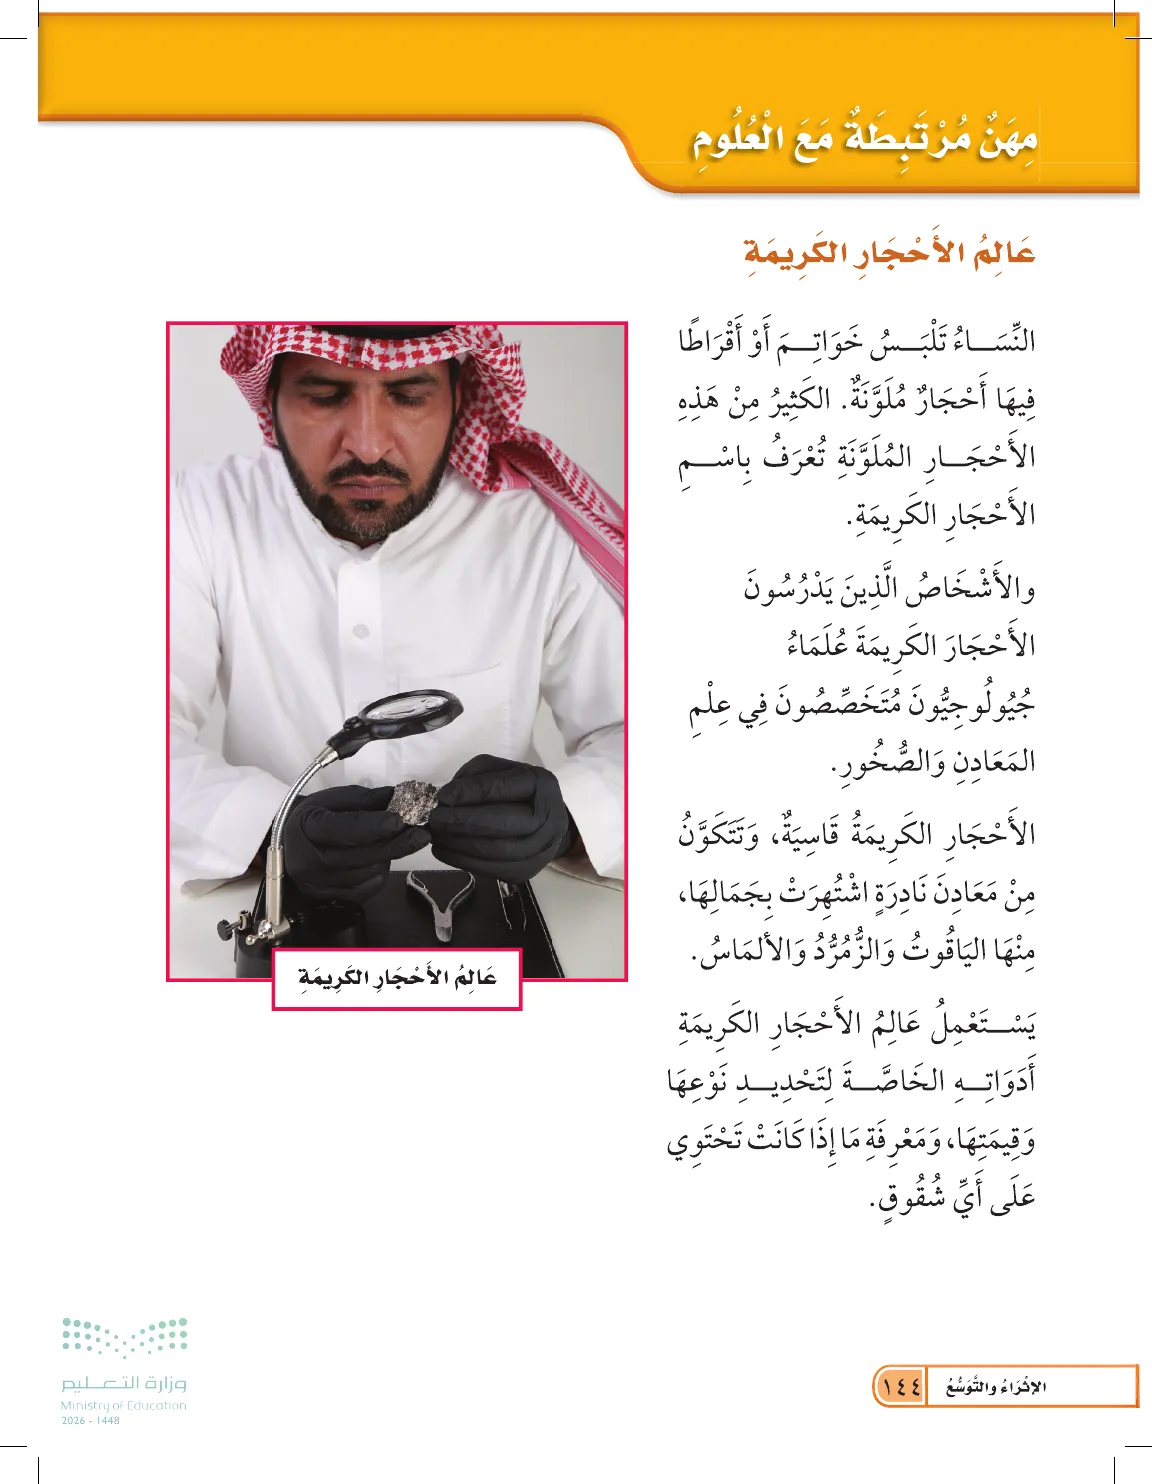 مِهَنٌ مُرْتَبِطَةٌ مَعَ الْعُلُومِ
عَالِمُ الأَحْجَارِ الكَرِيمَةِ
النِّسَاءُ تَلْبَسُ خَوَاتِمَ أَوْ أَقْرَاطًا
فِيهَا أَحْجَارٌ مُلَوَّنَةٌ. الكَثِيرُ مِنْ هَذِهِ
الأَحْجَارِ المُلَوَّنَةِ تُعْرَفُ بِاسْمِ
الأَحْجَارِ الكَرِيمَةِ.
والأَشْخَاصُ الَّذِينَ يَدْرُسُونَ
الأَحْجَارَ الكَرِيمَةَ عُلَمَاءُ
جُيُولُوجِيُّونَ مُتَخَصِّصُونَ فِي عِلْمِ
المَعَادِنِ وَالصُّخُورِ.
الأَحْجَارِ الكَرِيمَةُ قَاسِيَةٌ، وَتَتَكَوَّنُ
مِنْ مَعَادِنَ نَادِرَةٍ اشْتُهِرَتْ بِجَمَالِهَا،
مِنْهَا اليَاقُوتُ وَالزُّمُرُّدُ وَالألمَاسُ.
يَسْتَعْمِلُ عَالِمُ الأَحْجَارِ الكَرِيمَةِ
أَدَوَاتِهِ الخَاصَّةَ لِتَحْدِيدِ نَوْعِهَا
وَقِيمَتِهَا، وَمَعْرِفَةِ مَا إِذَا كَانَتْ تَحْتَوِي
عَلَى أَيِّ شُقُوقٍ.
عَالِمُ الأَحْجَارِ الكَرِيمَةِ
الإثْرَاءُ والتَّوَسُّعُ
١٤٤
وزارة التعليم
Ministry of Education
2026 - 1448